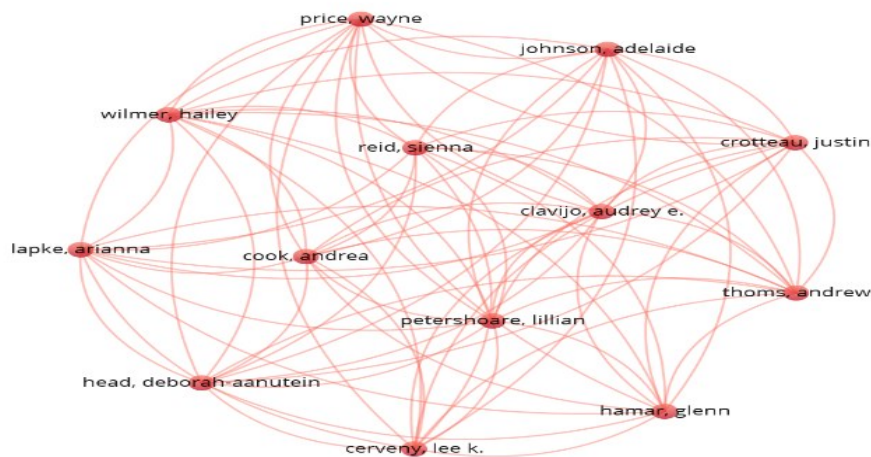 price, wayne
johnson, adelaide
wilmer, hailey
reid, sienna
crotteau, justin
clavijo, audrey e.
lapke, arianna
cook, andrea
thoms, andrew
petershoare, lillian
head, deborah-aanutein
hamar, glenn
cerveny, lee k.